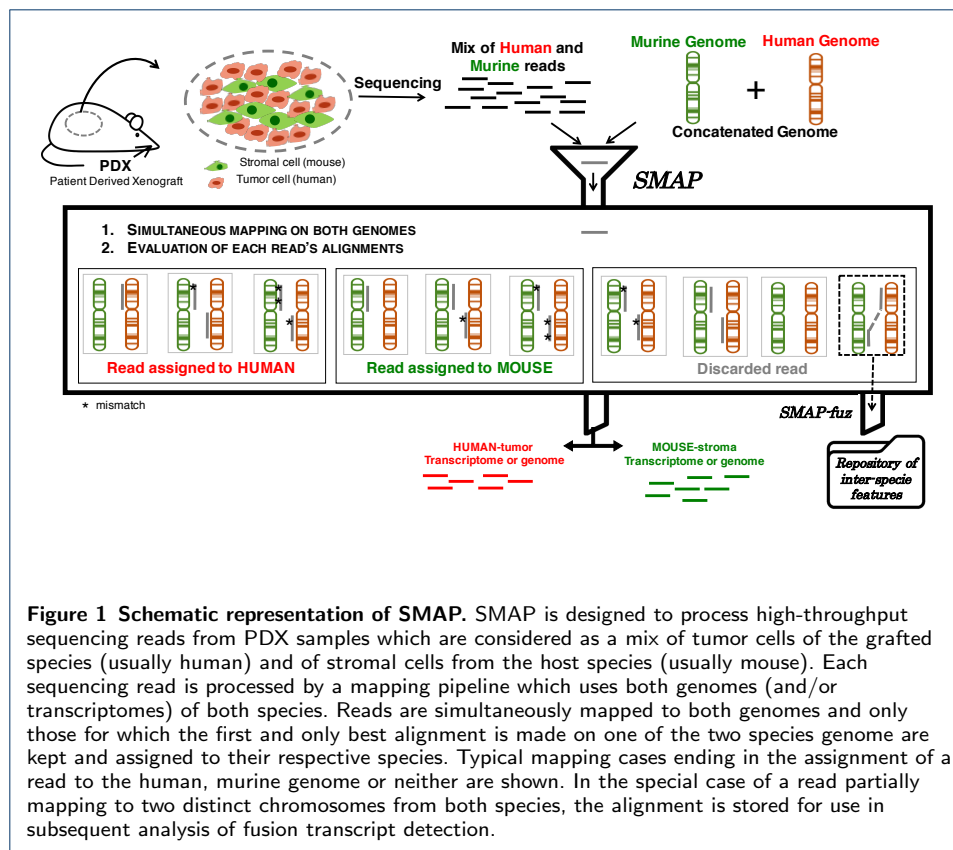 Mix of Human and
Murine reads
Murine Genome
Human Genome
Sequencing
Concatenated Genome
PDX
Patient Derived Xenograft
Stromal cell (mouse)
Tumor cell (human)
SMAP
1. SIMULTANEOUS MAPPING ON BOTH GENOMES
2. EVALUATION OF EACH READ'S ALIGNMENTS
* * * * * * * * * * * *
Read assigned to HUMAN
Read assigned to MOUSE
Discarded read
* mismatch
SMAP-fuz
HUMAN-tumor
Transcriptome or genome
MOUSE-stroma
Transcriptome or genome
Repository of
inter-specie
features
Figure 1 Schematic representation of SMAP. SMAP is designed to process high-throughput
sequencing reads from PDX samples which are considered as a mix of tumor cells of the grafted
species (usually human) and of stromal cells from the host species (usually mouse). Each
sequencing read is processed by a mapping pipeline which uses both genomes (and/or
transcriptomes) of both species. Reads are simultaneously mapped to both genomes and only
those for which the first and only best alignment is made on one of the two species genome are
kept and assigned to their respective species. Typical mapping cases ending in the assignment of a
read to the human, murine genome or neither are shown. In the special case of a read partially
mapping to two distinct chromosomes from both species, the alignment is stored for use in
subsequent analysis of fusion transcript detection.